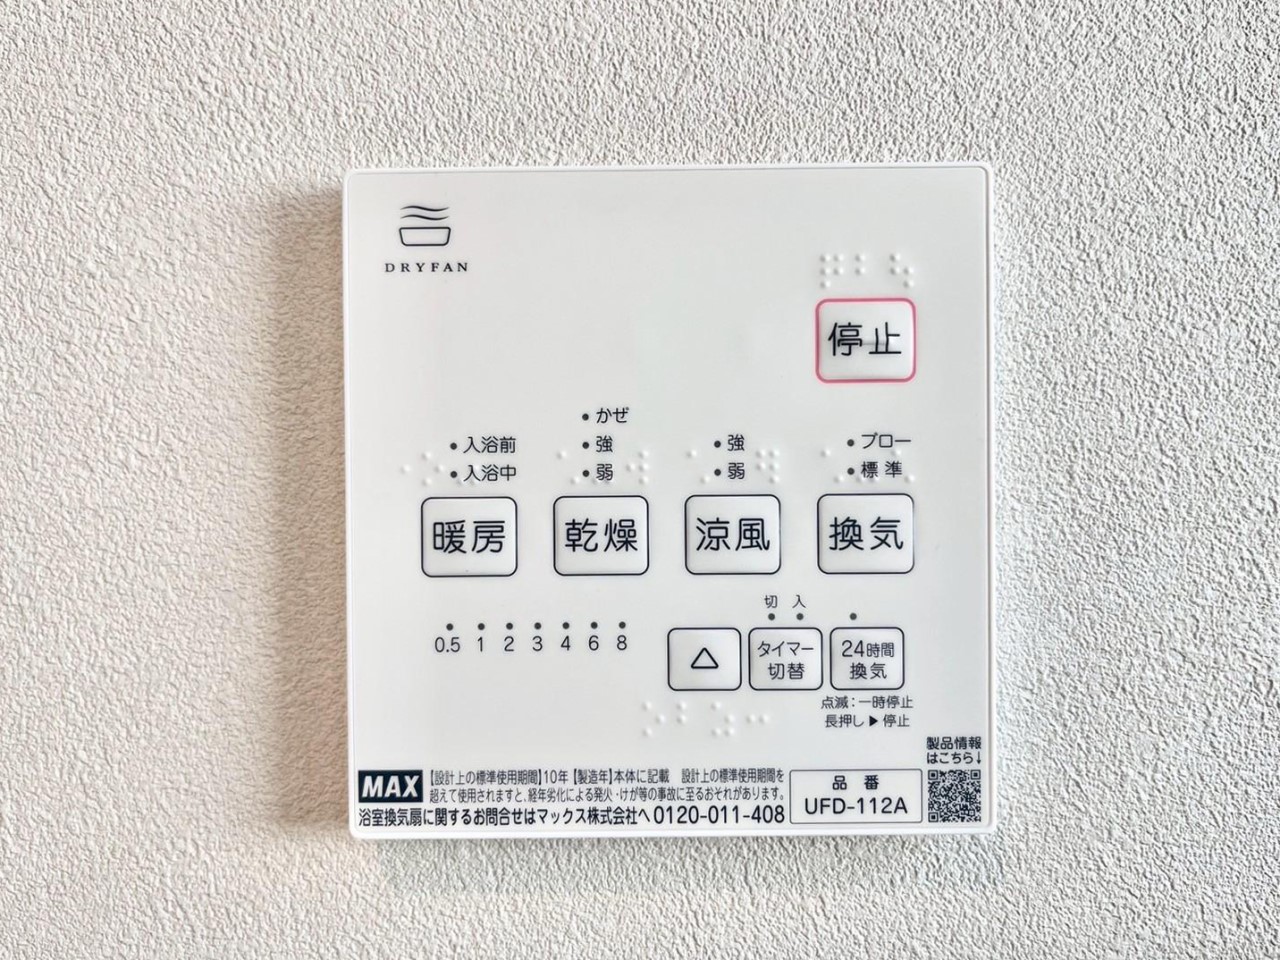 DRYFAN
停止
かぜ
入浴前
強
強
ブロー
入浴中
弱
弱
標準
暖房
乾燥
涼風
換気
切 入
0.5 1 2 3 4 6 8
△
タイマー
切替
24時間
換気
点滅:一時停止
長押し▶停止
製品情報
はこちら↓
MAX
【設計上の標準使用期間】10年【製造年】本体に記載 設計上の標準使用期間を
超えて使用されますと、経年劣化による発火・けが等の事故に至るおそれがあります。
浴室換気扇に関するお問合せはマックス株式会社へ 0120-011-408
品番
UFD-112A